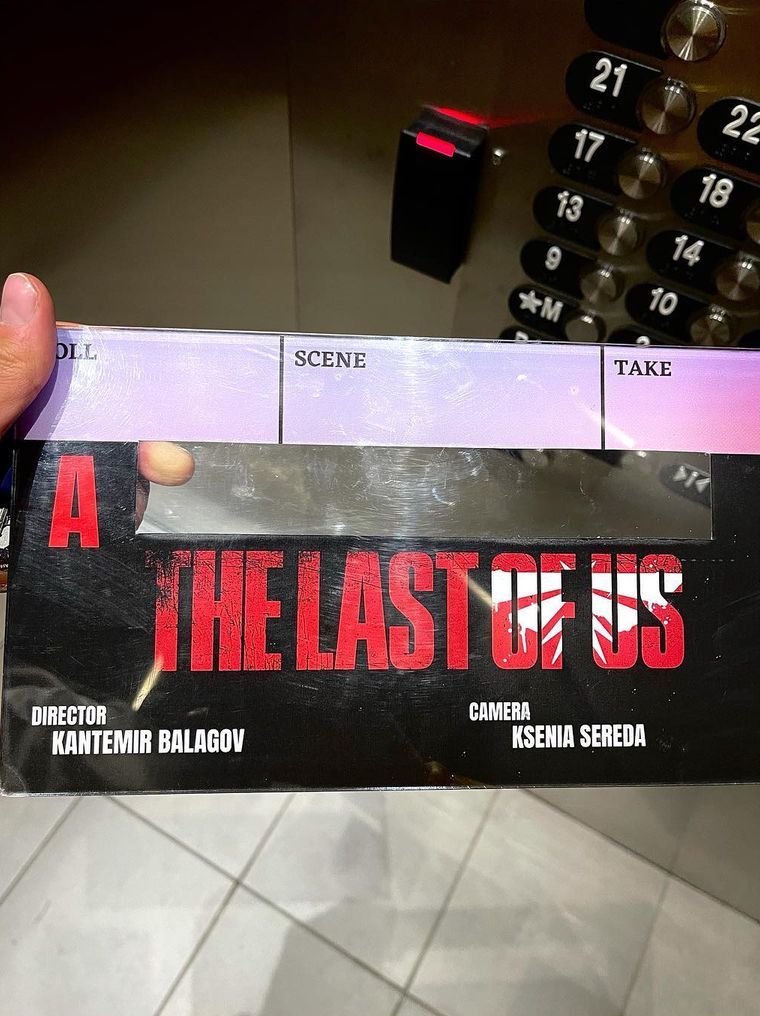 21
22
17
18
13
14
9
10
★M
OLL
SCENE
TAKE
A
THE LAST OF US
DIRECTOR
KANTEMIR BALAGOV
CAMERA
KSENIA SEREDA